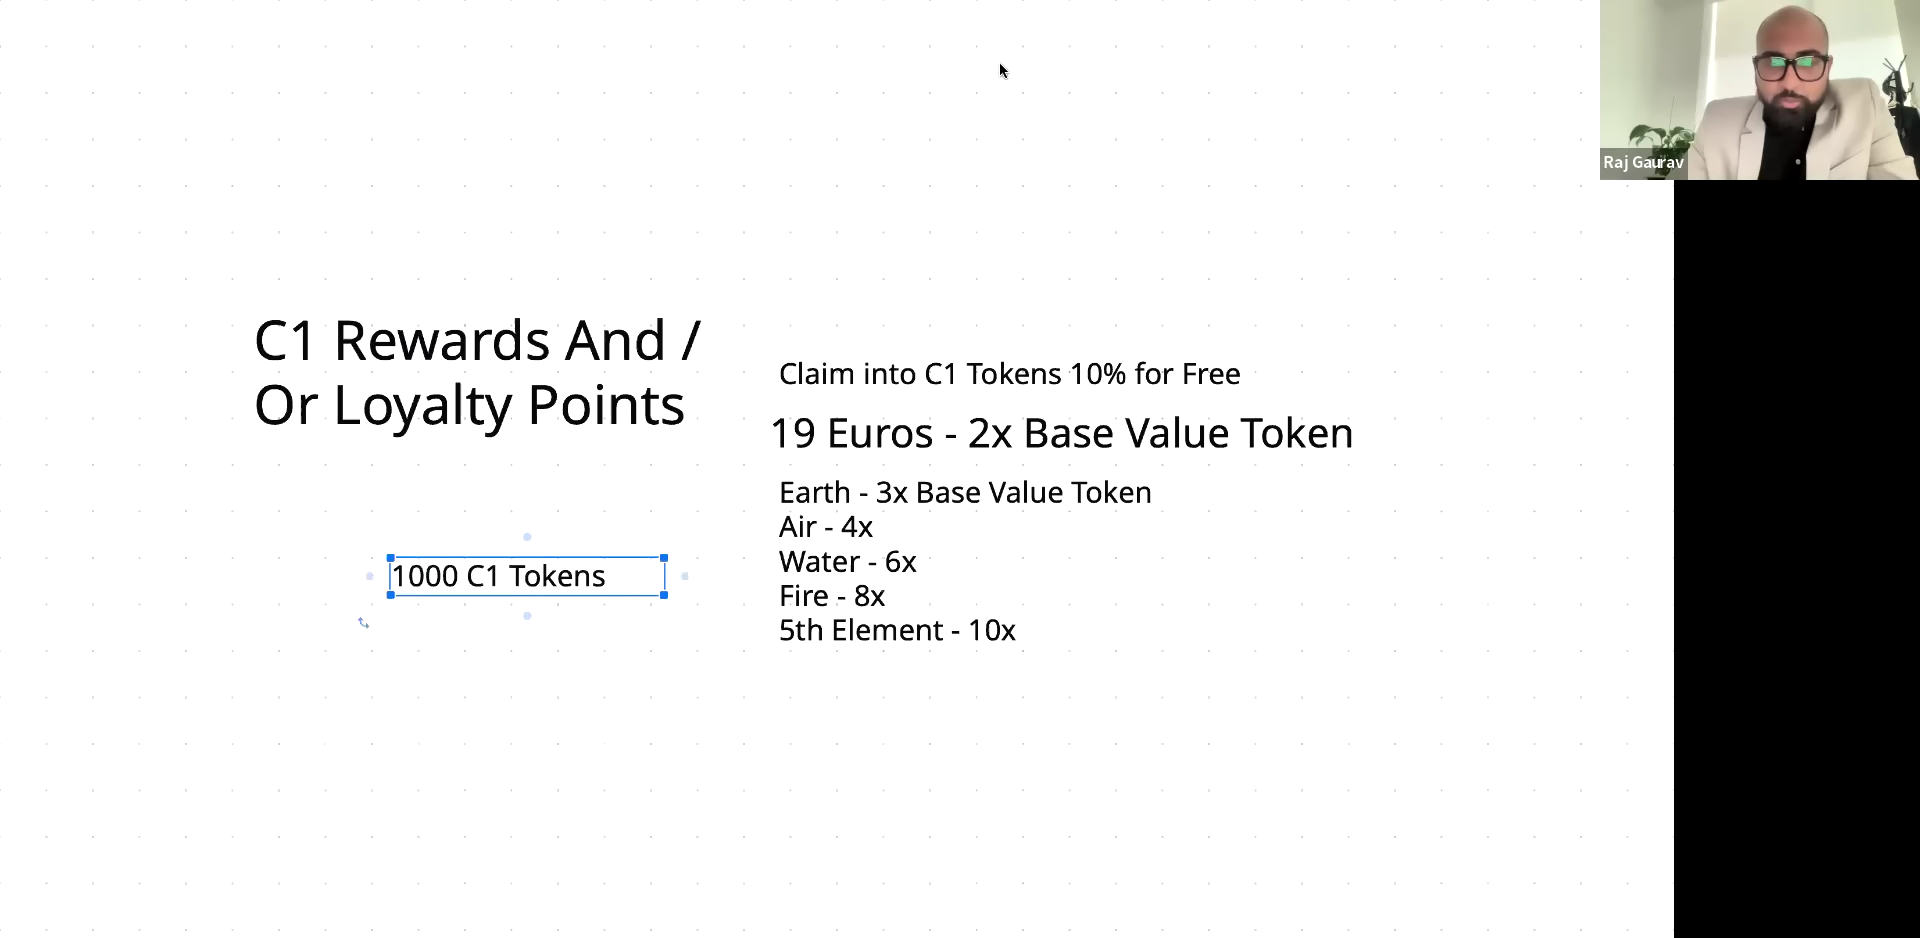 Raj Gaurav
C1 Rewards And /
Or Loyalty Points
1000 C1 Tokens
Claim into C1 Tokens 10% for Free
19 Euros - 2x Base Value Token
Earth - 3x Base Value Token
Air - 4x
Water - 6x
Fire - 8x
5th Element - 10x